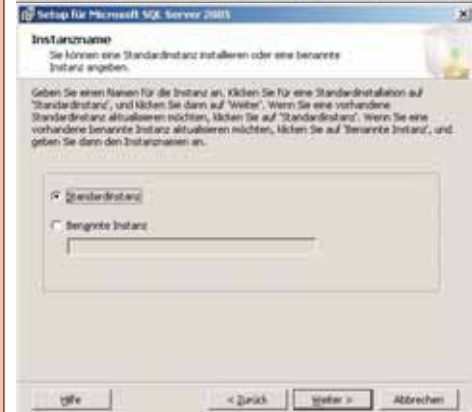 Setup für Microsoft SQL Server 2005
Instanzname
Sie können eine Standardinstanz installieren oder eine benannte
Instanz angeben.
Geben Sie einen Namen für die Instanz an. Klicken Sie für eine Standardinstallation auf
'Standardinstanz', und klicken Sie dann auf 'Weiter'. Wenn Sie eine vorhandene
Standardinstanz aktualisieren möchten, klicken Sie auf 'Standardinstanz'. Wenn Sie eine
vorhandene benannte Instanz aktualisieren möchten, klicken Sie auf 'Benannte Instanz', und
geben Sie dann den Instanznamen an.
Standardinstanz
Benannte Instanz
Hilfe
< Zurück
Weiter >
Abbrechen